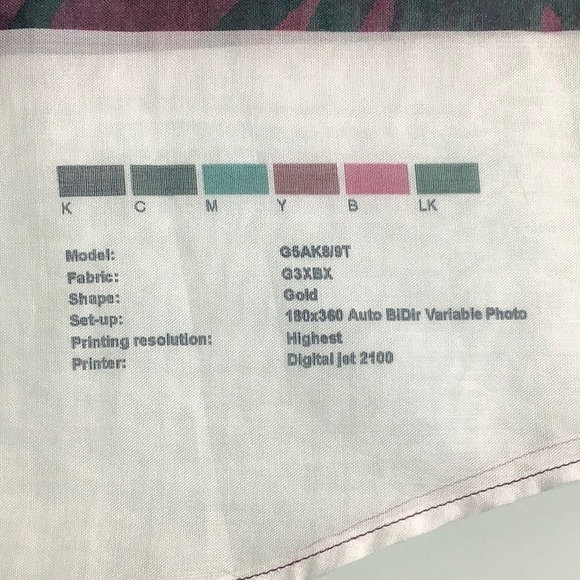 K C M Y B LK
Model: G5AK8/9T
Fabric: G3XBX
Shape: Gold
Set-up: 180x360 Auto BiDir Variable Photo
Printing resolution: Highest
Printer: Digital jet 2100